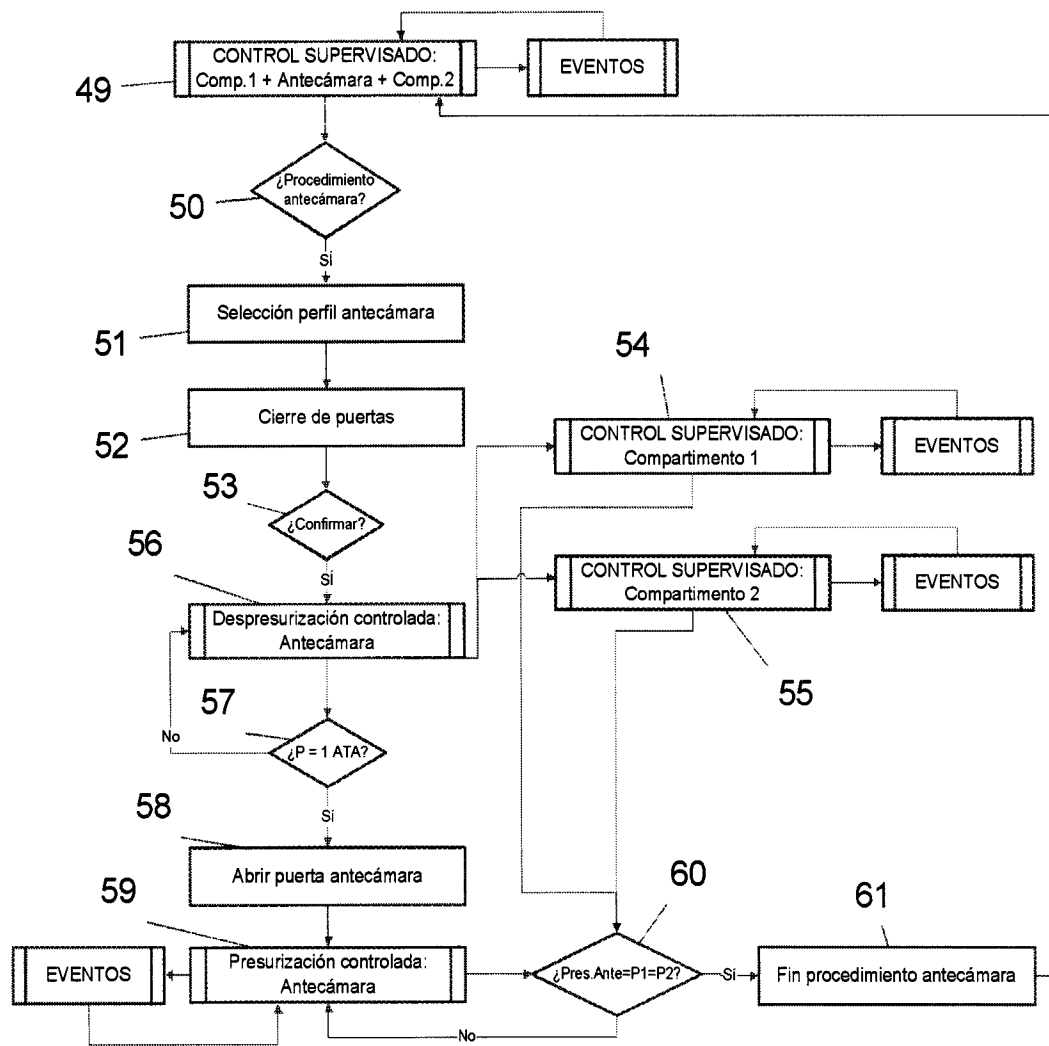 CONTROL SUPERVISADO:
Comp.1 + Antecámara + Comp.2
EVENTOS
49
¿Procedimiento
antecámara?
50
SÍ
Selección perfil antecámara
51
54
Cierre de puertas
52
CONTROL SUPERVISADO:
Compartimento 1
EVENTOS
53
¿Confirmar?
56
SÍ
CONTROL SUPERVISADO:
Compartimento 2
EVENTOS
Despresurización controlada:
Antecámara
55
57
No
¿P = 1 ATA?
SÍ
58
Abrir puerta antecámara
59
60
61
EVENTOS
Presurización controlada:
Antecámara
¿Pres.Ante=P1=P2?
SÍ
Fin procedimiento antecámara
No